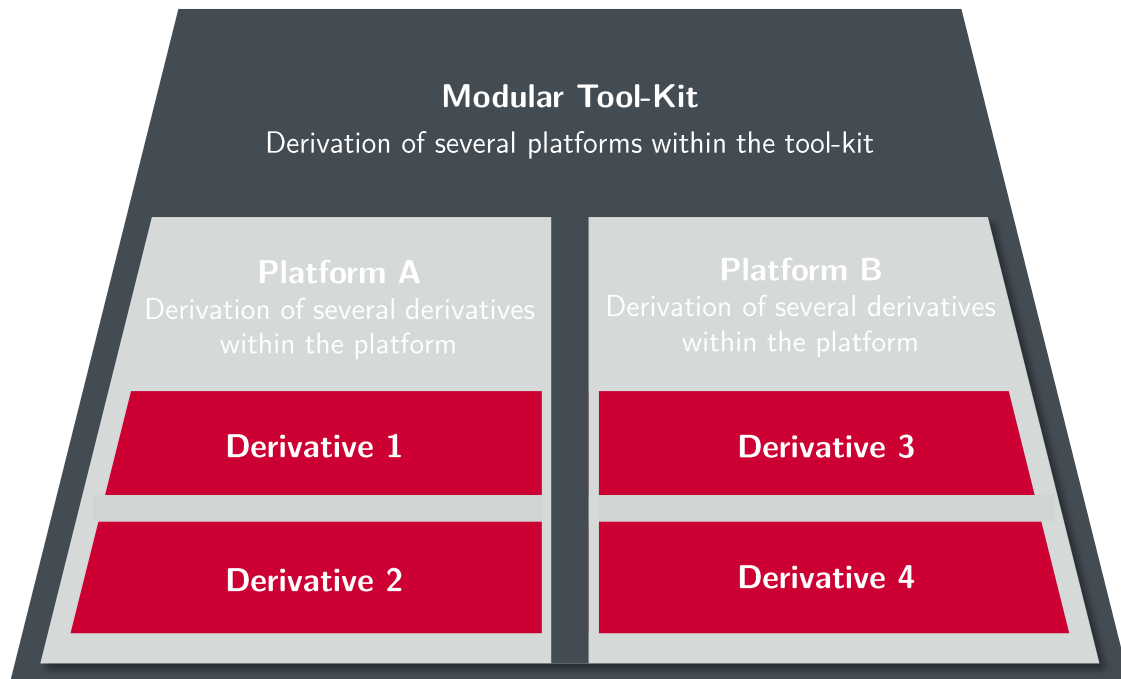 Modular Tool-Kit
Derivation of several platforms within the tool-kit
Platform A
Derivation of several derivatives
within the platform
Derivative 1
Derivative 2
Platform B
Derivation of several derivatives
within the platform
Derivative 3
Derivative 4